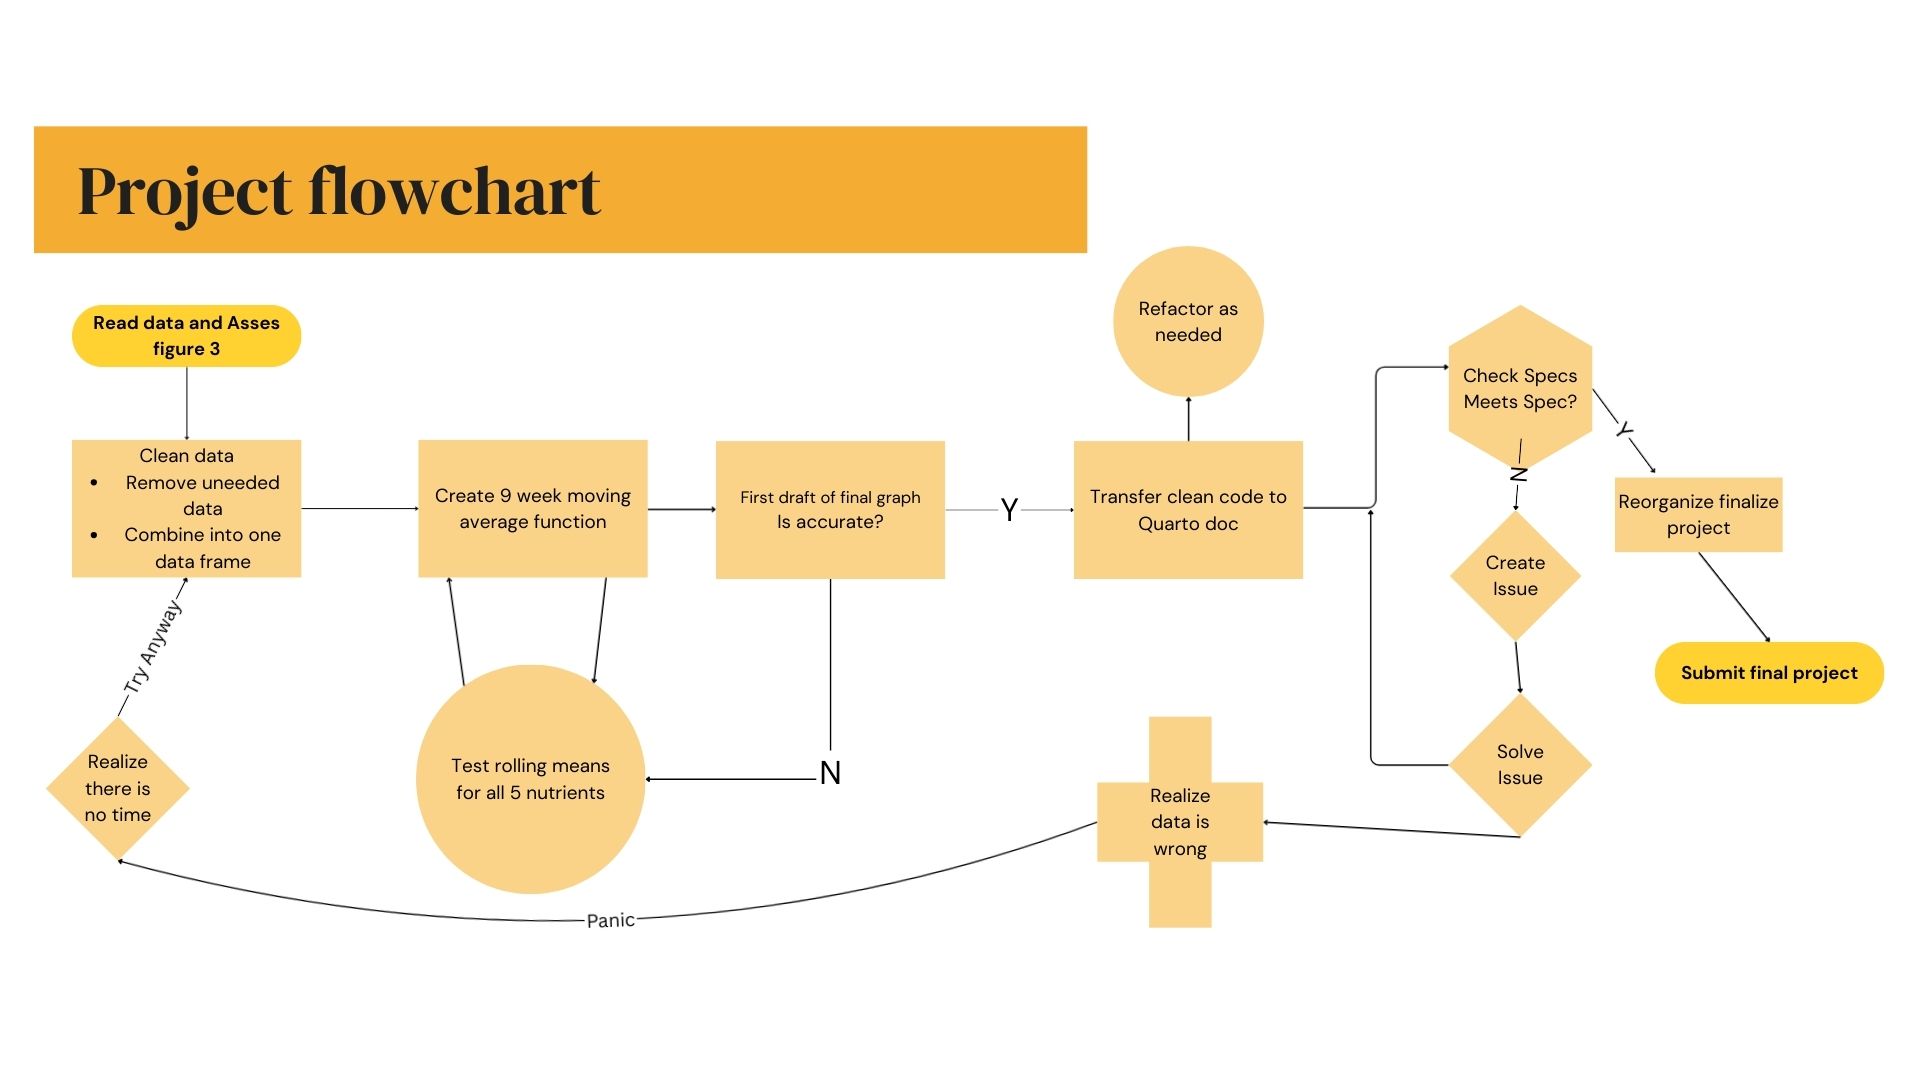 Project flowchart
Read data and Asses
figure 3
Clean data
• Remove uneeded
data
• Combine into one
data frame
Try Anyway
Realize
there is
no time
Create 9 week moving
average function
Test rolling means
for all 5 nutrients
First draft of final graph
Is accurate?
Y
N
Transfer clean code to
Quarto doc
Refactor as
needed
Check Specs
Meets Spec?
Y
N
Reorganize finalize
project
Submit final project
Create
Issue
Solve
Issue
Realize
data is
wrong
Panic